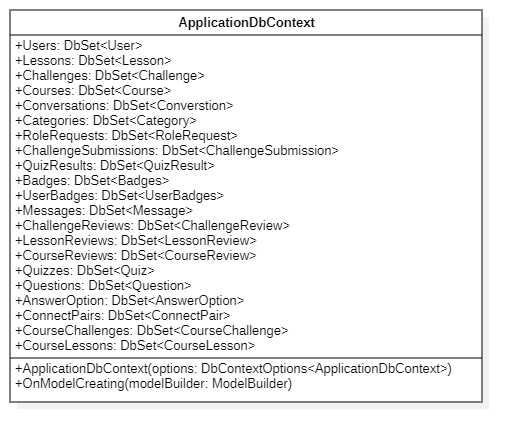 ApplicationDbContext
+Users: DbSet<User>
+Lessons: DbSet<Lesson>
+Challenges: DbSet<Challenge>
+Courses: DbSet<Course>
+Conversations: DbSet<Converstion>
+Categories: DbSet<Category>
+RoleRequests: DbSet<RoleRequest>
+ChallengeSubmissions: DbSet<ChallengeSubmission>
+QuizResults: DbSet<QuizResult>
+Badges: DbSet<Badges>
+UserBadges: DbSet<UserBadges>
+Messages: DbSet<Message>
+ChallengeReviews: DbSet<ChallengeReview>
+LessonReviews: DbSet<LessonReview>
+CourseReviews: DbSet<CourseReview>
+Quizzes: DbSet<Quiz>
+Questions: DbSet<Question>
+AnswerOption: DbSet<AnswerOption>
+ConnectPairs: DbSet<ConnectPair>
+CourseChallenges: DbSet<CourseChallenge>
+CourseLessons: DbSet<CourseLesson>
+ApplicationDbContext(options: DbContextOptions<ApplicationDbContext>)
+OnModelCreating(modelBuilder: ModelBuilder)